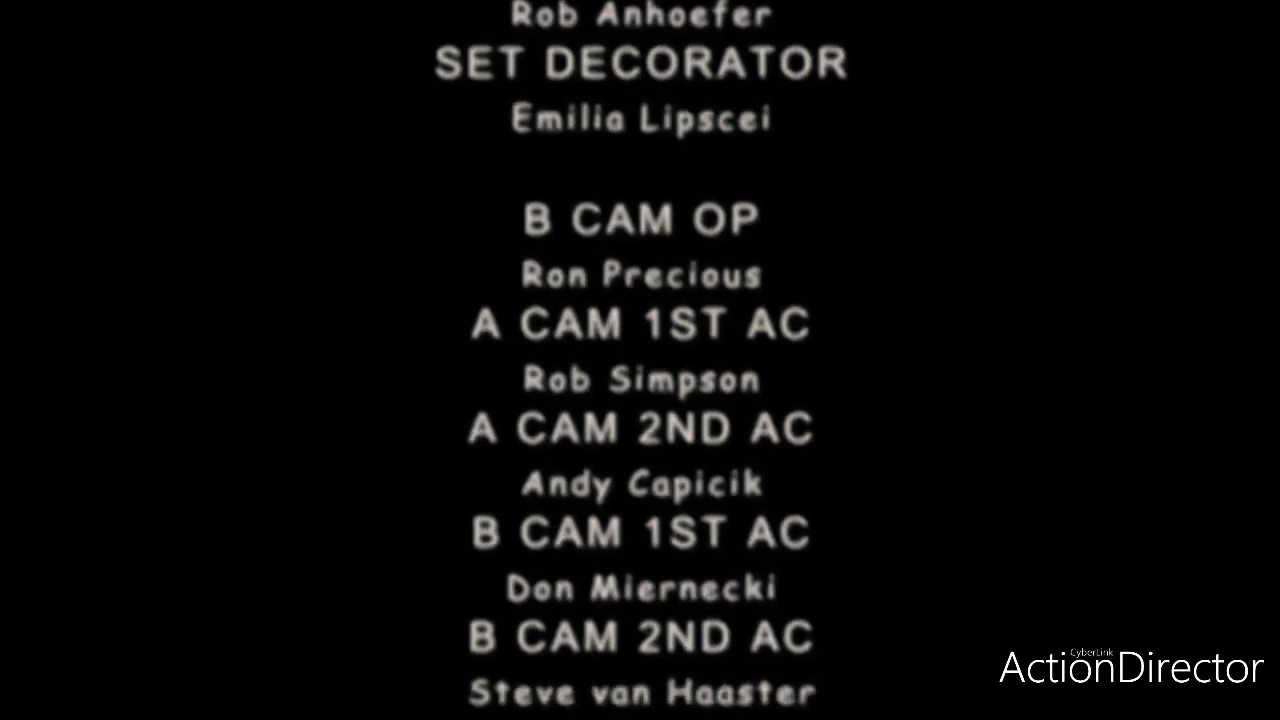 Rob Anhoefer
SET DECORATOR
Emilia Lipscei
B CAM OP
Ron Precious
A CAM 1ST AC
Rob Simpson
A CAM 2ND AC
Andy Capicik
B CAM 1ST AC
Don Miernecki
B CAM 2ND AC
Steve van Haaster
CyberLink
ActionDirector